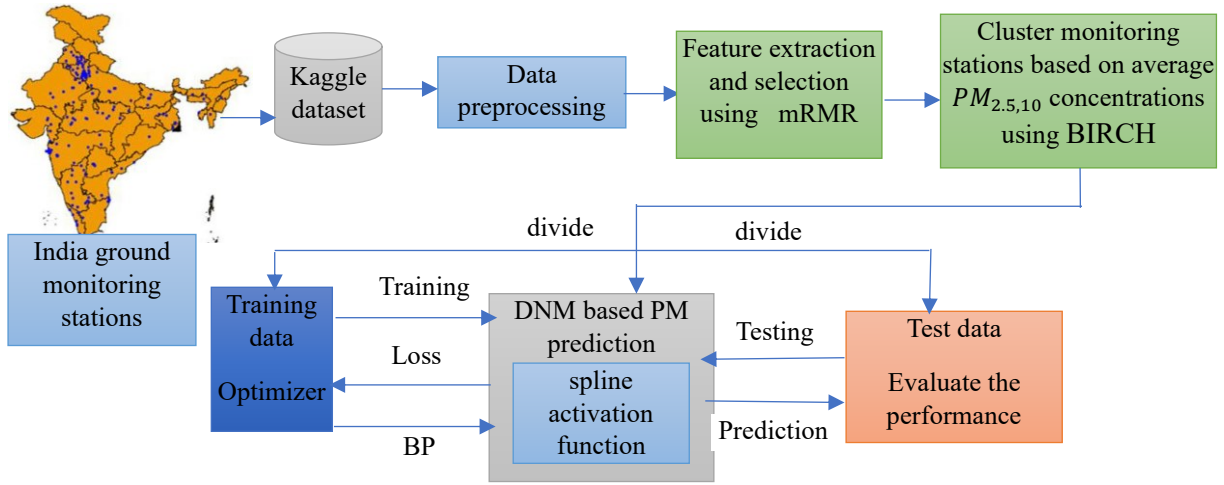 India ground
monitoring
stations
Kaggle
dataset
Data
preprocessing
Feature extraction
and selection
using mRMR
Cluster monitoring
stations based on average
PM2.5,10 concentrations
using BIRCH
divide
divide
Training
data
Optimizer
Training
Loss
BP
DNM based PM
prediction
spline
activation
function
Testing
Prediction
Test data
Evaluate the
performance